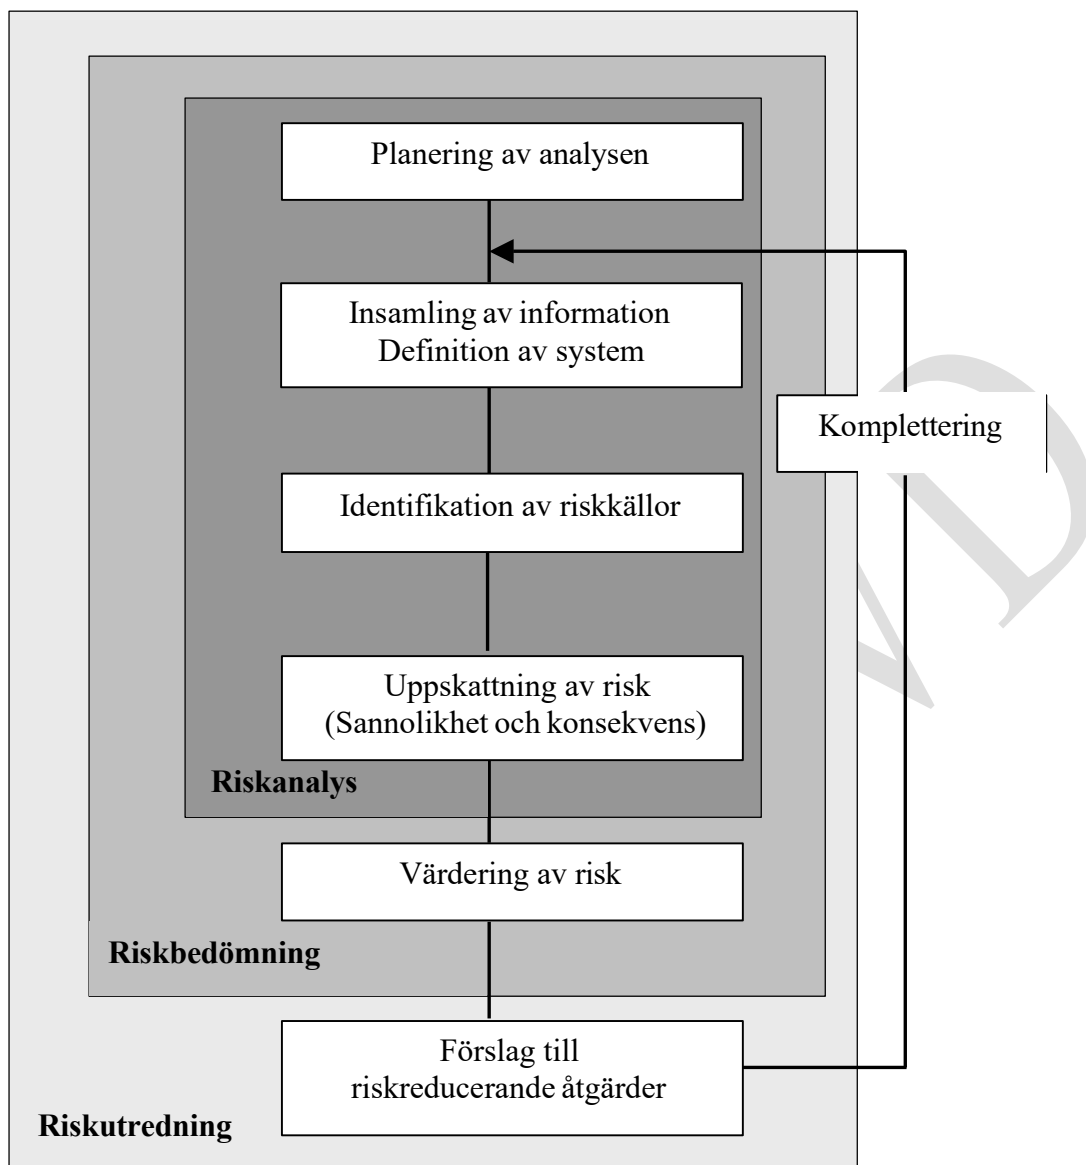 Planering av analysen
Insamling av information
Definition av system
Komplettering
Identifikation av riskkällor
Uppskattning av risk
(Sannolikhet och konsekvens)
Riskanalys
Värdering av risk
Riskbedömning
Förslag till
riskreducerande åtgärder
Riskutredning